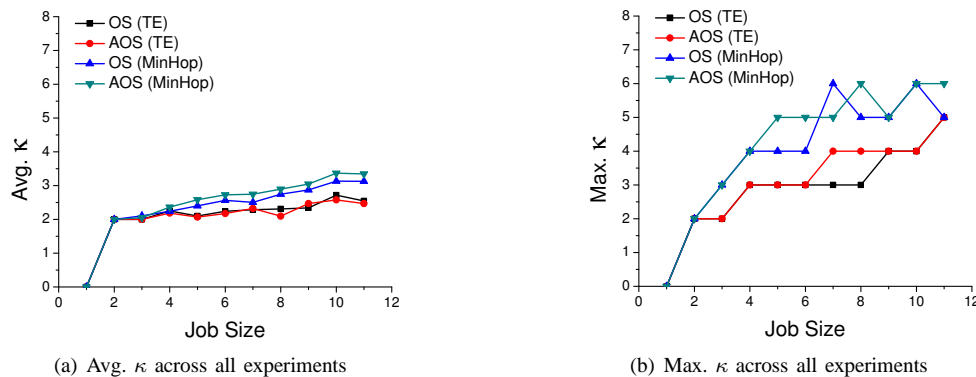 OS (TE)
AOS (TE)
OS (MinHop)
AOS (MinHop)
8
7
6
5
4
3
2
1
0
Avg. κ
0 2 4 6 8 10 12
Job Size
(a) Avg. κ across all experiments
OS (TE)
AOS (TE)
OS (MinHop)
AOS (MinHop)
8
7
6
5
4
3
2
1
0
Max. κ
0 2 4 6 8 10 12
Job Size
(b) Max. κ across all experiments